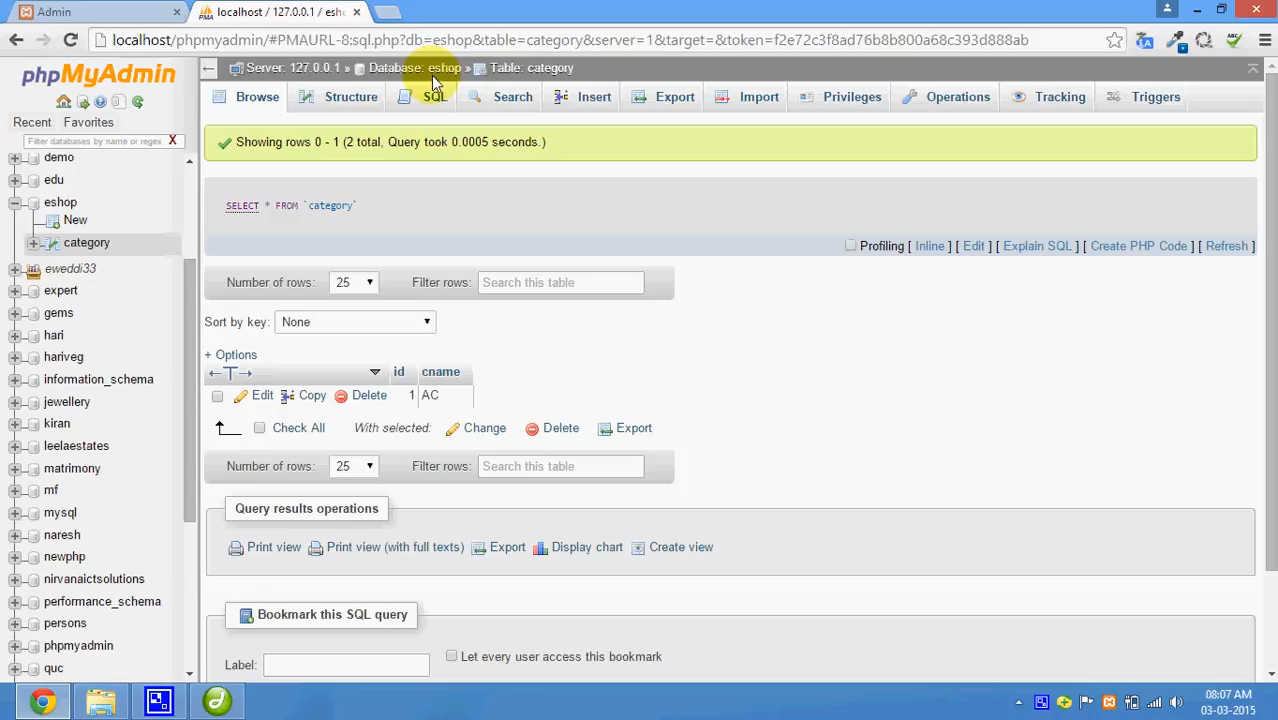 Admin
localhost / 127.0.0.1 / esh
localhost/phpmyadmin/#PMAURL-8:sql.php?db=eshop&table=category&server=1&target=&token=f2e72c3f8ad76b8b800a68c393d888ab
phpMyAdmin
Recent Favorites
Filter databases by name or regex X
demo
edu
eshop
New
category
eweddi33
expert
gems
hari
hariveg
information_schema
jewellery
kiran
leelaestates
matrimony
mf
mysql
naresh
newphp
nirvanaictsolutions
performance_schema
persons
phpmyadmin
quc
Server: 127.0.0.1 » Database: eshop » Table: category
Browse Structure SQL Search Insert Export Import Privileges Operations Tracking Triggers
Showing rows 0 - 1 (2 total, Query took 0.0005 seconds.)
SELECT * FROM `category`
Profiling [ Inline ] [ Edit ] [ Explain SQL ] [ Create PHP Code ] [ Refresh ]
Number of rows: 25 Filter rows: Search this table
Sort by key: None
+ Options
←T→ id cname
Edit Copy Delete 1 AC
Check All With selected: Change Delete Export
Number of rows: 25 Filter rows: Search this table
Query results operations
Print view Print view (with full texts) Export Display chart Create view
Bookmark this SQL query
Label: Let every user access this bookmark
08:07 AM
03-03-2015